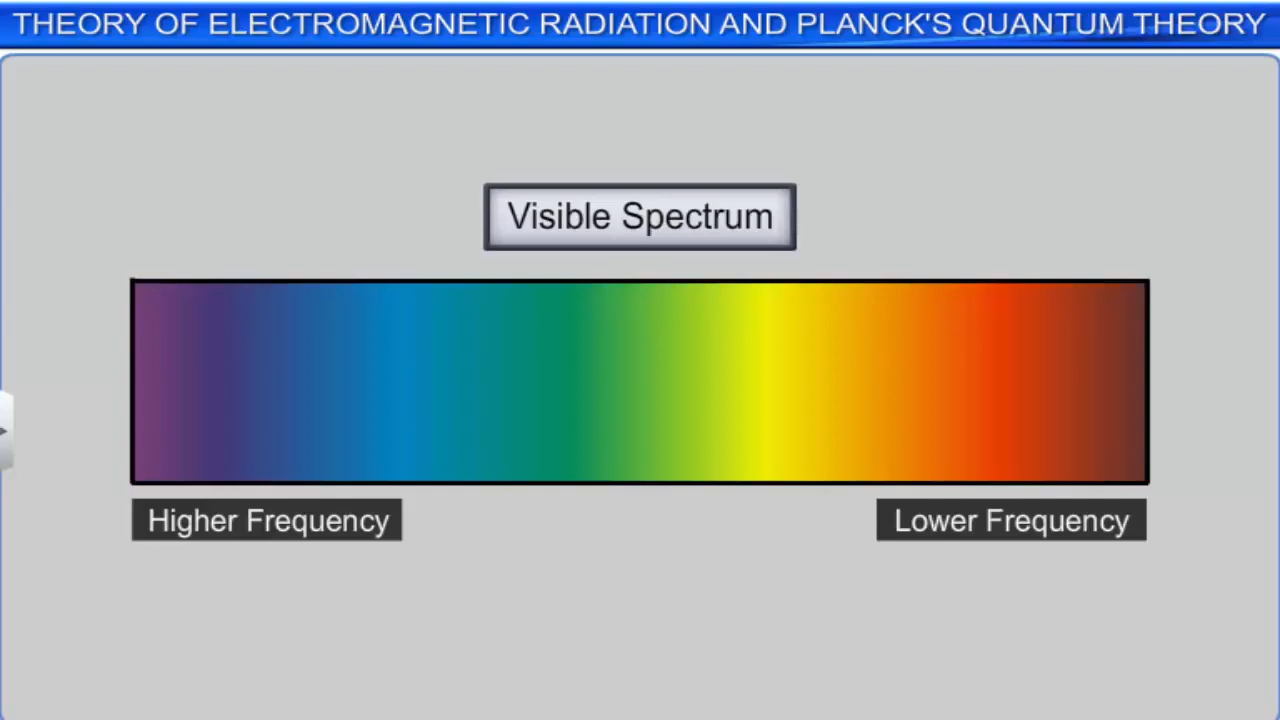 THEORY OF ELECTROMAGNETIC RADIATION AND PLANCK'S QUANTUM THEORY
Visible Spectrum
Higher Frequency
Lower Frequency